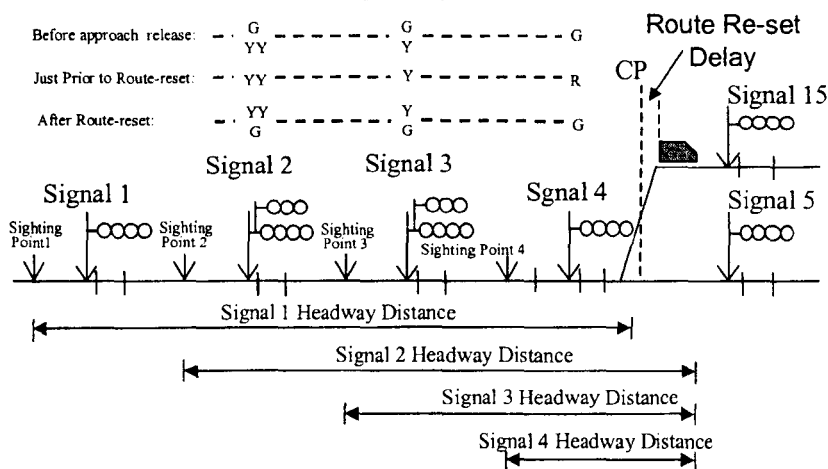 Route Re-set
Delay
Before approach release: G G G
YY Y
Just Prior to Route-reset: YY Y R
After Route-reset: YY Y
G G G
CP
Signal 15
Signal 1
Signal 2
Signal 3
Sgnal 4
Signal 5
Sighting
Point1
Sighting
Point 2
Sighting
Point 3
Sighting Point 4
Signal 1 Headway Distance
Signal 2 Headway Distance
Signal 3 Headway Distance
Signal 4 Headway Distance